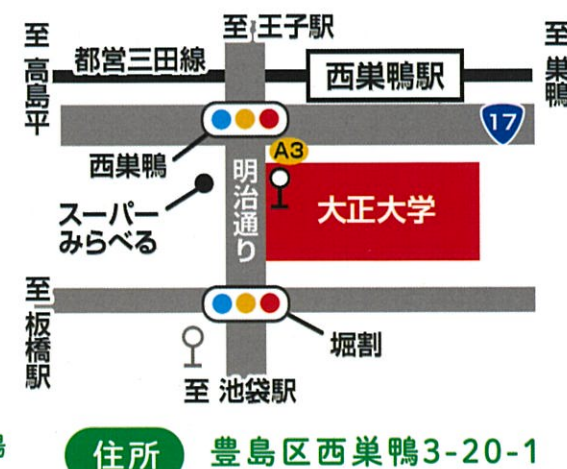 至 王子駅
至 高島平
都営三田線
西巣鴨駅
至 巣鴨
17
西巣鴨
A3
明治通り
スーパー
みらべる
大正大学
至 板橋駅
堀割
至 池袋駅
場
住所 豊島区西巣鴨3-20-1